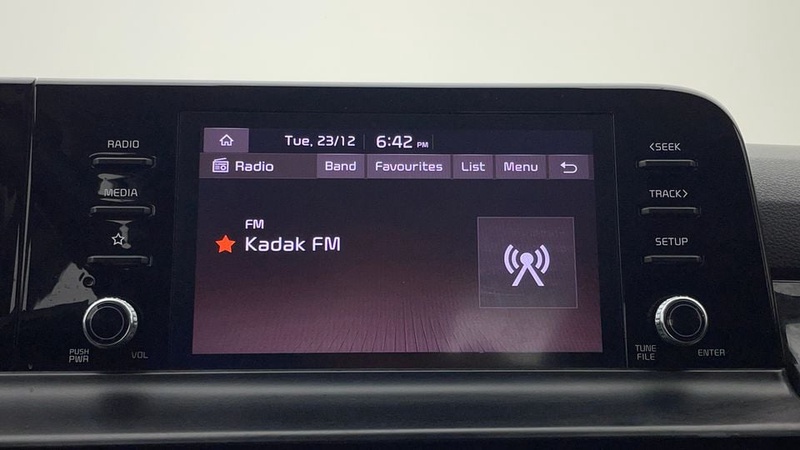 RADIO
MEDIA
PUSH
PWR
VOL
Tue, 23/12 6:42 PM
Radio Band Favourites List Menu
FM
Kadak FM
<SEEK
TRACK>
SETUP
TUNE
FILE
ENTER